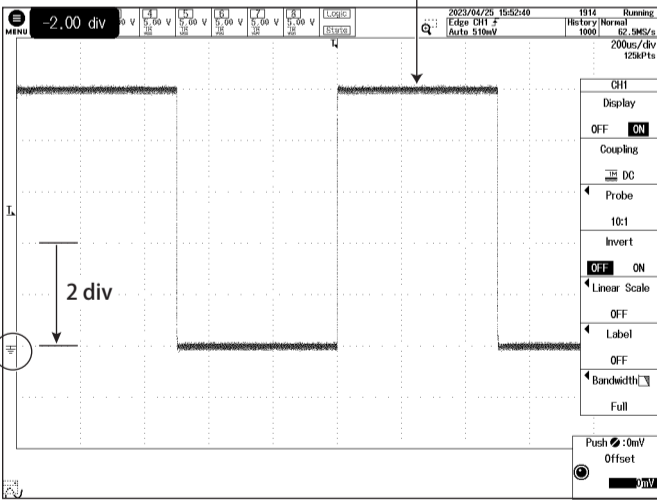 MENU
-2.00 div
0 V
4
5.00 V
5
5.00 V
6
5.00 V
7
5.00 V
8
5.00 V
Logic
State
2023/04/25 15:52:40
Edge CH1
Auto 510mV
1914 Running
History Normal
1000 62.5MS/s
200us/div
125kPts
CH1
Display
OFF ON
Coupling
1M DC
Probe
10:1
Invert
OFF ON
Linear Scale
OFF
Label
OFF
Bandwidth
Full
Push :0mV
Offset
0mV
T
T
2 div